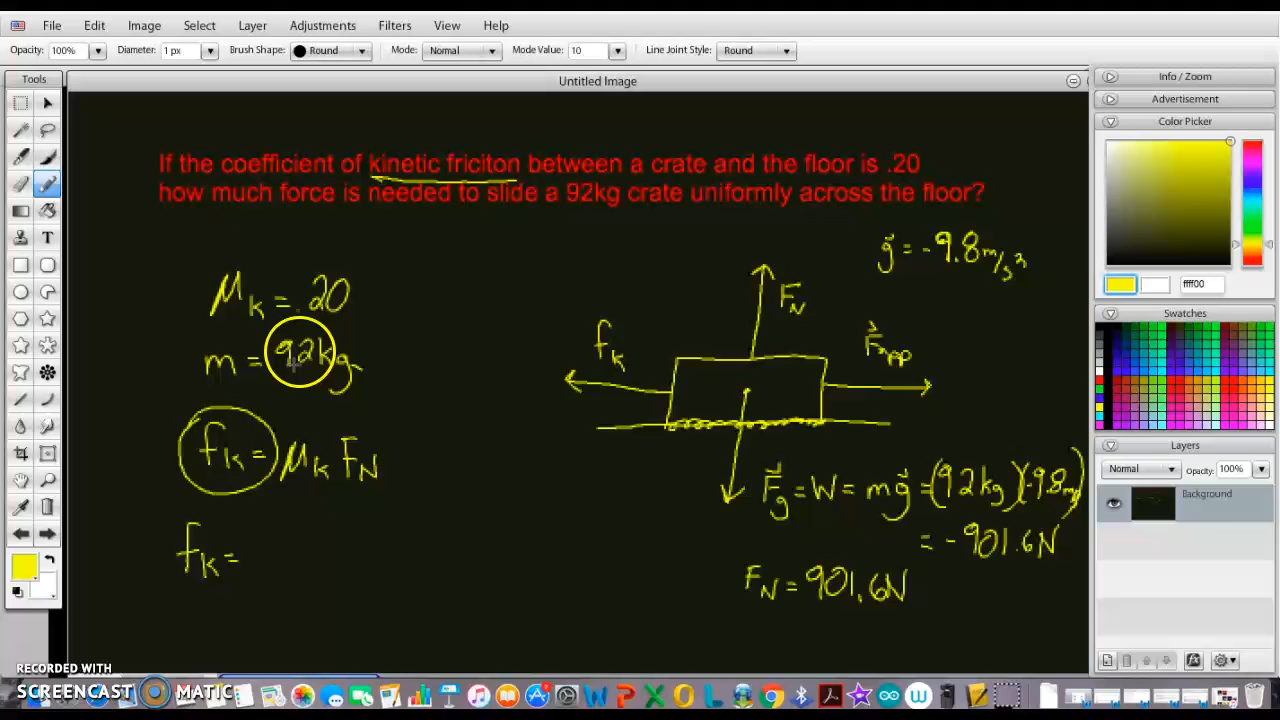 File Edit Image Select Layer Adjustments Filters View Help
Opacity: 100% Diameter: 1 px Brush Shape: Round Mode: Normal Mode Value: 10 Line Joint Style: Round
Tools
Untitled Image
Info / Zoom
Advertisement
Color Picker
If the coefficient of kinetic friciton between a crate and the floor is .20
how much force is needed to slide a 92kg crate uniformly across the floor?
g = -9.8m/s²
ffff00
μk = .20
FN
Swatches
m = 92kg
fk
Fapp
fk = μk FN
Layers
Normal Opacity: 100%
Background
Fg = W = mg = (92kg)(-9.8m/
= -901.6N
fk =
FN = 901.6N
RECORDED WITH
SCREENCAST MATIC